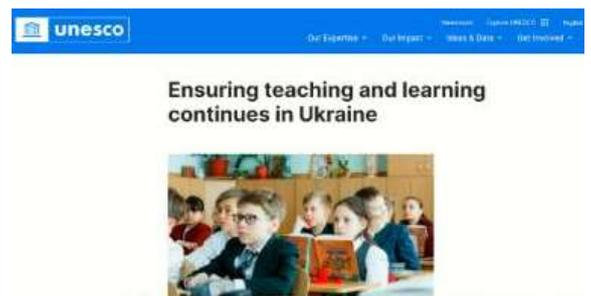 unesco
Newsroom Explore UNESCO English
Our Expertise Our Impact Ideas & Data Get Involved
Ensuring teaching and learning
continues in Ukraine